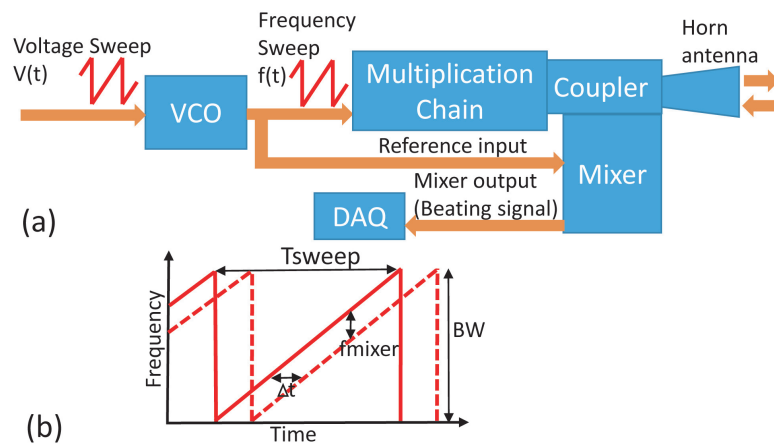 Voltage Sweep
V(t)
Frequency
Sweep
f(t)
Horn
antenna
VCO
Multiplication
Chain
Coupler
Reference input
Mixer output
(Beating signal)
Mixer
DAQ
(a)
Tsweep
Frequency
fmixer
BW
Δt
Time
(b)